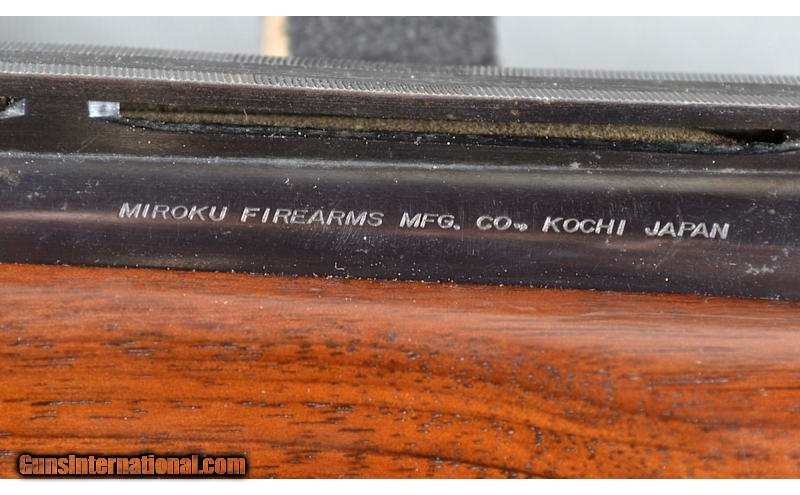 MIROKU FIREARMS MFG. CO., KOCHI JAPAN
GunsInternational.com